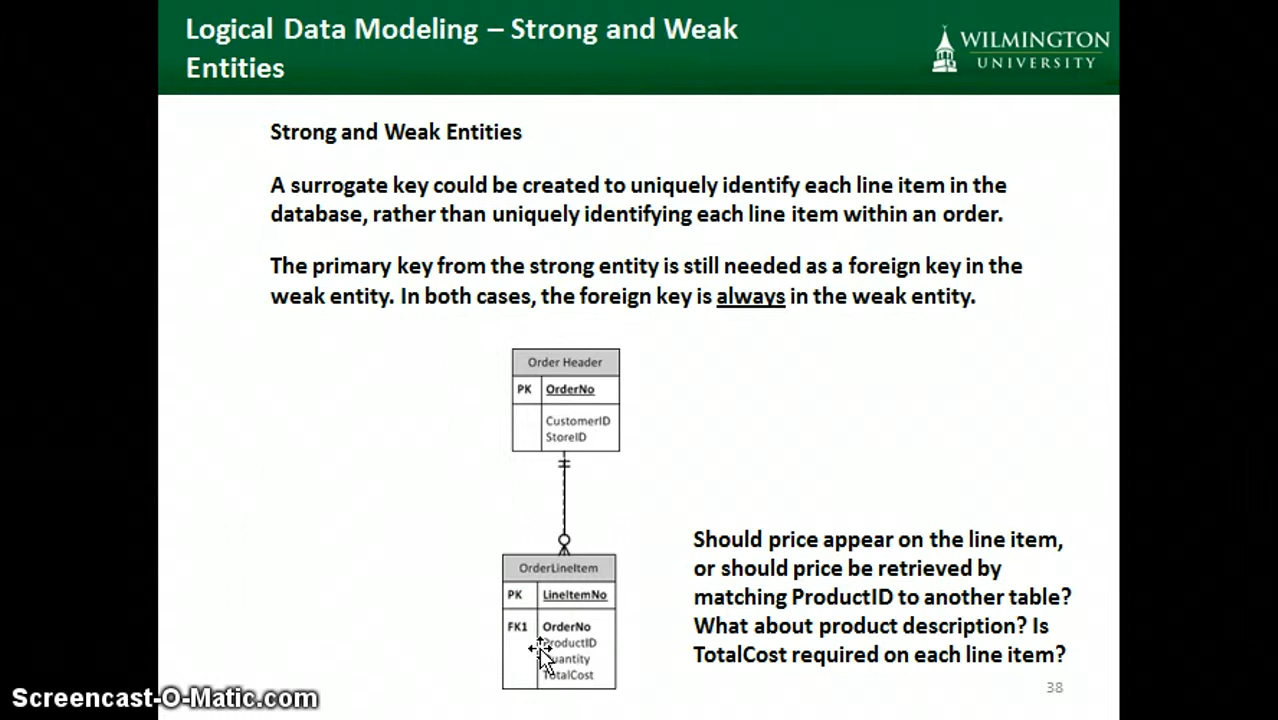 Logical Data Modeling – Strong and Weak
Entities
WILMINGTON
UNIVERSITY
Strong and Weak Entities
A surrogate key could be created to uniquely identify each line item in the
database, rather than uniquely identifying each line item within an order.
The primary key from the strong entity is still needed as a foreign key in the
weak entity. In both cases, the foreign key is always in the weak entity.
Order Header
PK OrderNo
CustomerID
StoreID
OrderLineItem
PK LineItemNo
FK1 OrderNo
ProductID
Quantity
TotalCost
Should price appear on the line item,
or should price be retrieved by
matching ProductID to another table?
What about product description? Is
TotalCost required on each line item?
38
Screencast-O-Matic.com